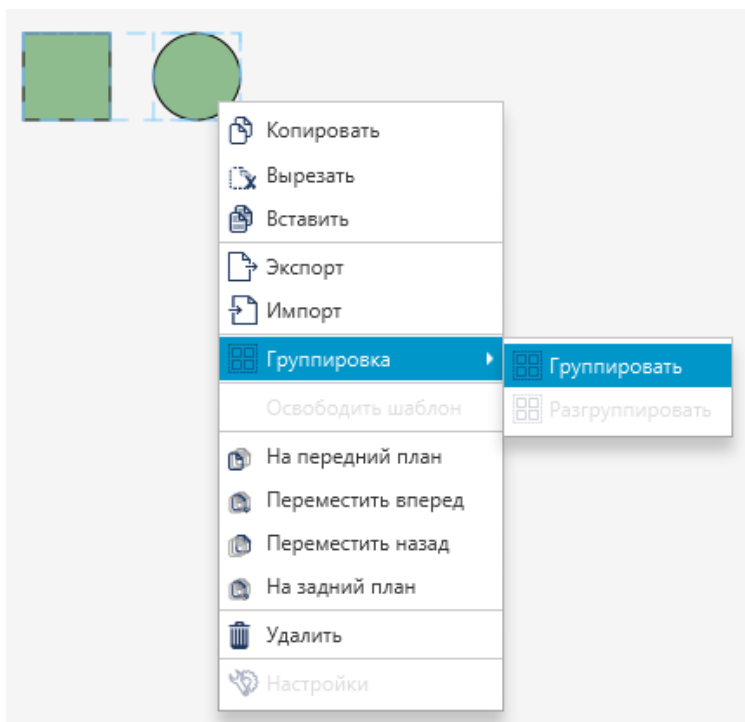 Копировать
Вырезать
Вставить
Экспорт
Импорт
Группировка
Группировать
Освободить шаблон
Разгруппировать
На передний план
Переместить вперед
Переместить назад
На задний план
Удалить
Настройки